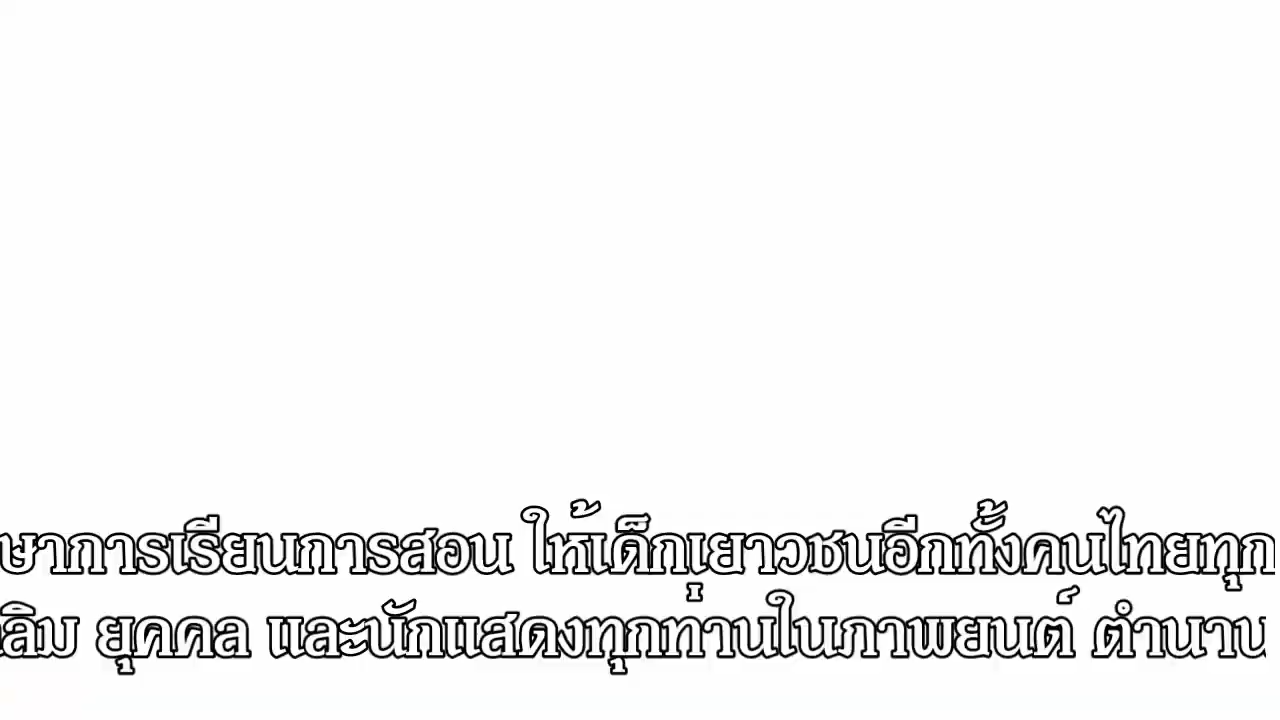 ษาการเรียนการสอน ให้เด็กเุเยาวชนอีกทั้งคนไทยทุก
ลิม ยุคคล และนักแสดงทุกท่านในภาพยนต์ ตำนาน